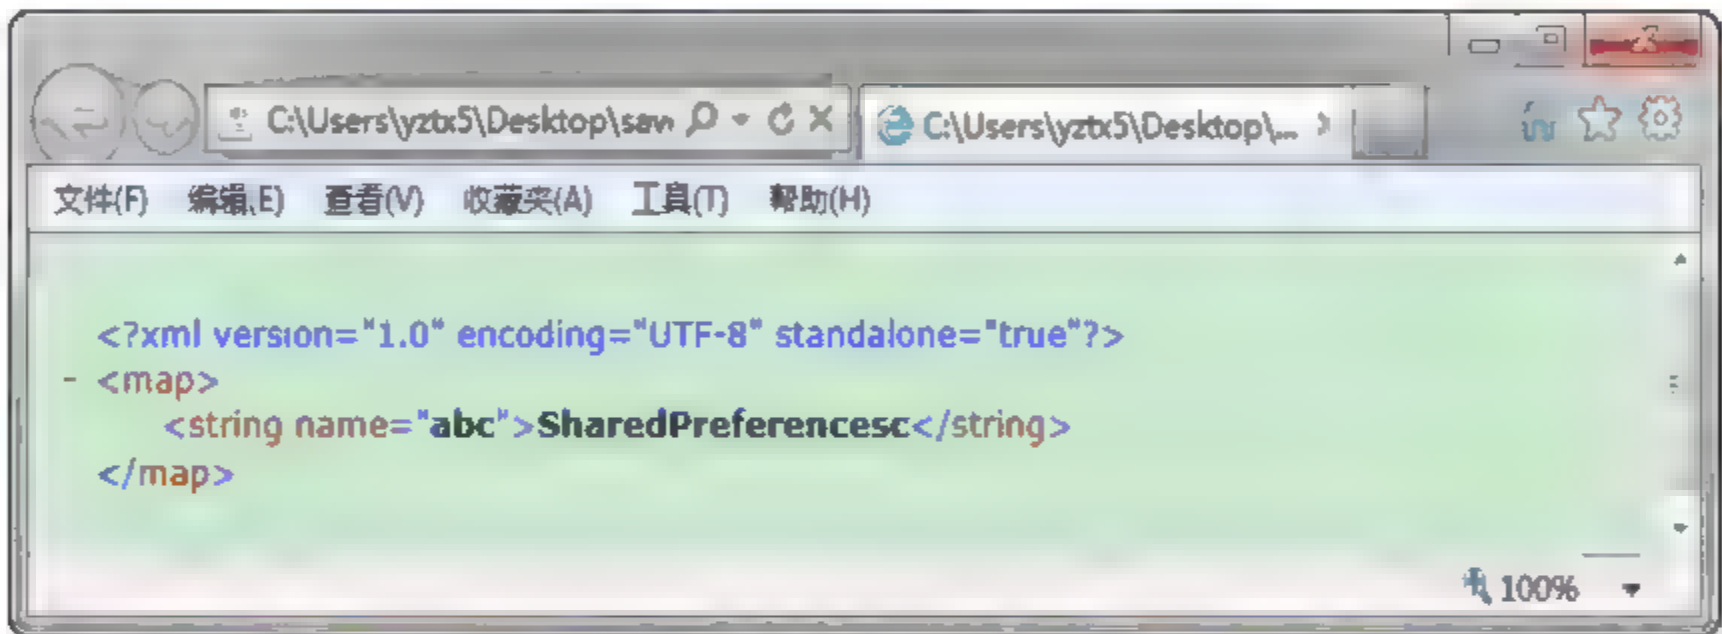 C:\Users\yztx5\Desktop\sav C:\Users\yztx5\Desktop\...
文件(F) 编辑(E) 查看(V) 收藏夹(A) 工具(T) 帮助(H)
<?xml version="1.0" encoding="UTF-8" standalone="true"?>
- <map>
<string name="abc">SharedPreferencesc</string>
</map>
100%